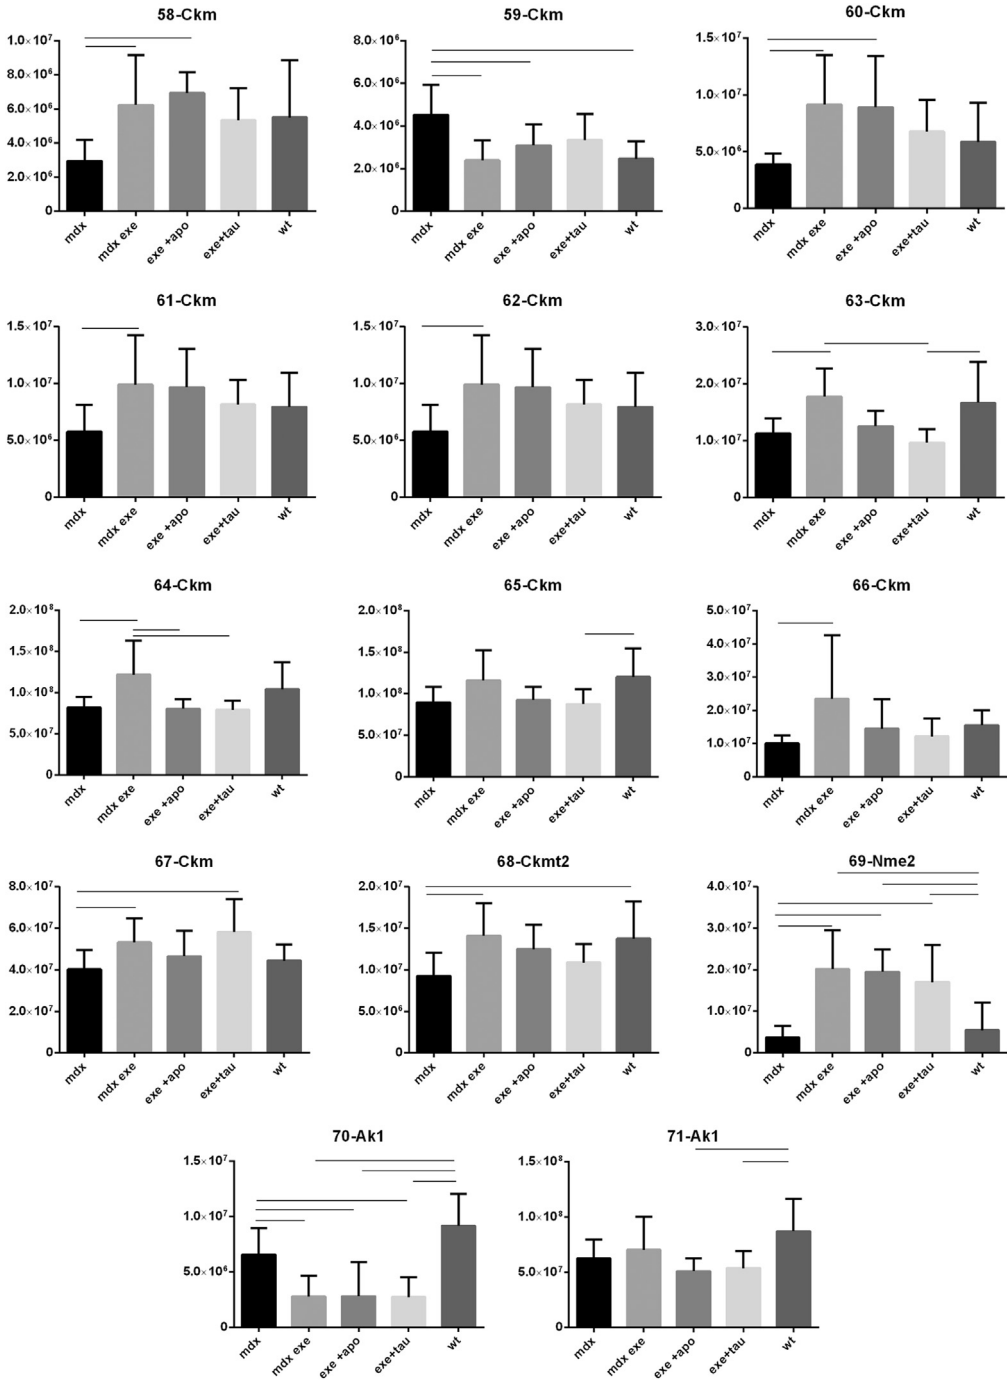 58-Ckm
1.0×10⁷
8.0×10⁶
6.0×10⁶
4.0×10⁶
2.0×10⁶
0
mdx
mdx exe
exe +apo
exe+tau
wt
59-Ckm
8.0×10⁶
6.0×10⁶
4.0×10⁶
2.0×10⁶
0
mdx
mdx exe
exe +apo
exe+tau
wt
60-Ckm
1.5×10⁷
1.0×10⁷
5.0×10⁶
0
mdx
mdx exe
exe +apo
exe+tau
wt
61-Ckm
1.5×10⁷
1.0×10⁷
5.0×10⁶
0
mdx
mdx exe
exe +apo
exe+tau
wt
62-Ckm
1.5×10⁷
1.0×10⁷
5.0×10⁶
0
mdx
mdx exe
exe +apo
exe+tau
wt
63-Ckm
3.0×10⁷
2.0×10⁷
1.0×10⁷
0
mdx
mdx exe
exe +apo
exe+tau
wt
64-Ckm
2.0×10⁸
1.5×10⁸
1.0×10⁸
5.0×10⁷
0
mdx
mdx exe
exe +apo
exe+tau
wt
65-Ckm
2.0×10⁸
1.5×10⁸
1.0×10⁸
5.0×10⁷
0
mdx
mdx exe
exe +apo
exe+tau
wt
66-Ckm
5.0×10⁷
4.0×10⁷
3.0×10⁷
2.0×10⁷
1.0×10⁷
0
mdx
mdx exe
exe +apo
exe+tau
wt
67-Ckm
8.0×10⁷
6.0×10⁷
4.0×10⁷
2.0×10⁷
0
mdx
mdx exe
exe +apo
exe+tau
wt
68-Ckmt2
2.0×10⁷
1.5×10⁷
1.0×10⁷
5.0×10⁶
0
mdx
mdx exe
exe +apo
exe+tau
wt
69-Nme2
4.0×10⁷
3.0×10⁷
2.0×10⁷
1.0×10⁷
0
mdx
mdx exe
exe +apo
exe+tau
wt
70-Ak1
1.5×10⁷
1.0×10⁷
5.0×10⁶
0
mdx
mdx exe
exe +apo
exe+tau
wt
71-Ak1
1.5×10⁸
1.0×10⁸
5.0×10⁷
0
mdx
mdx exe
exe +apo
exe+tau
wt